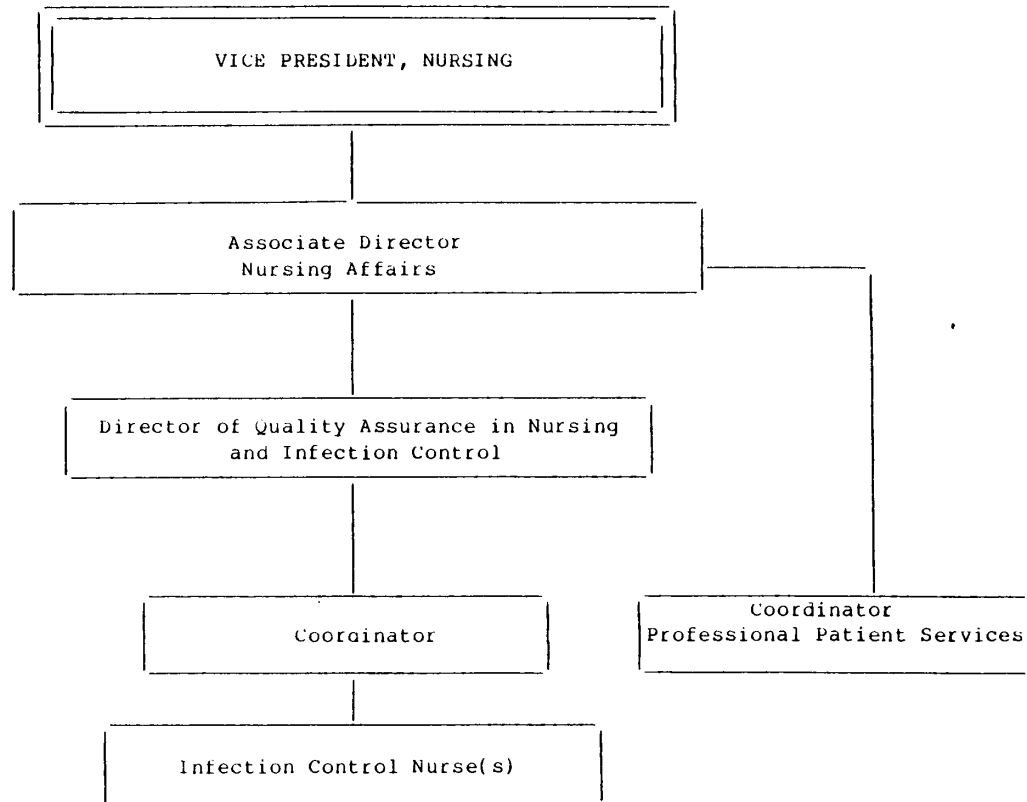 VICE PRESIDENT, NURSING
Associate Director
Nursing Affairs
Director of Quality Assurance in Nursing
and Infection Control
Coordinator
Coordinator
Professional Patient Services
Infection Control Nurse(s)